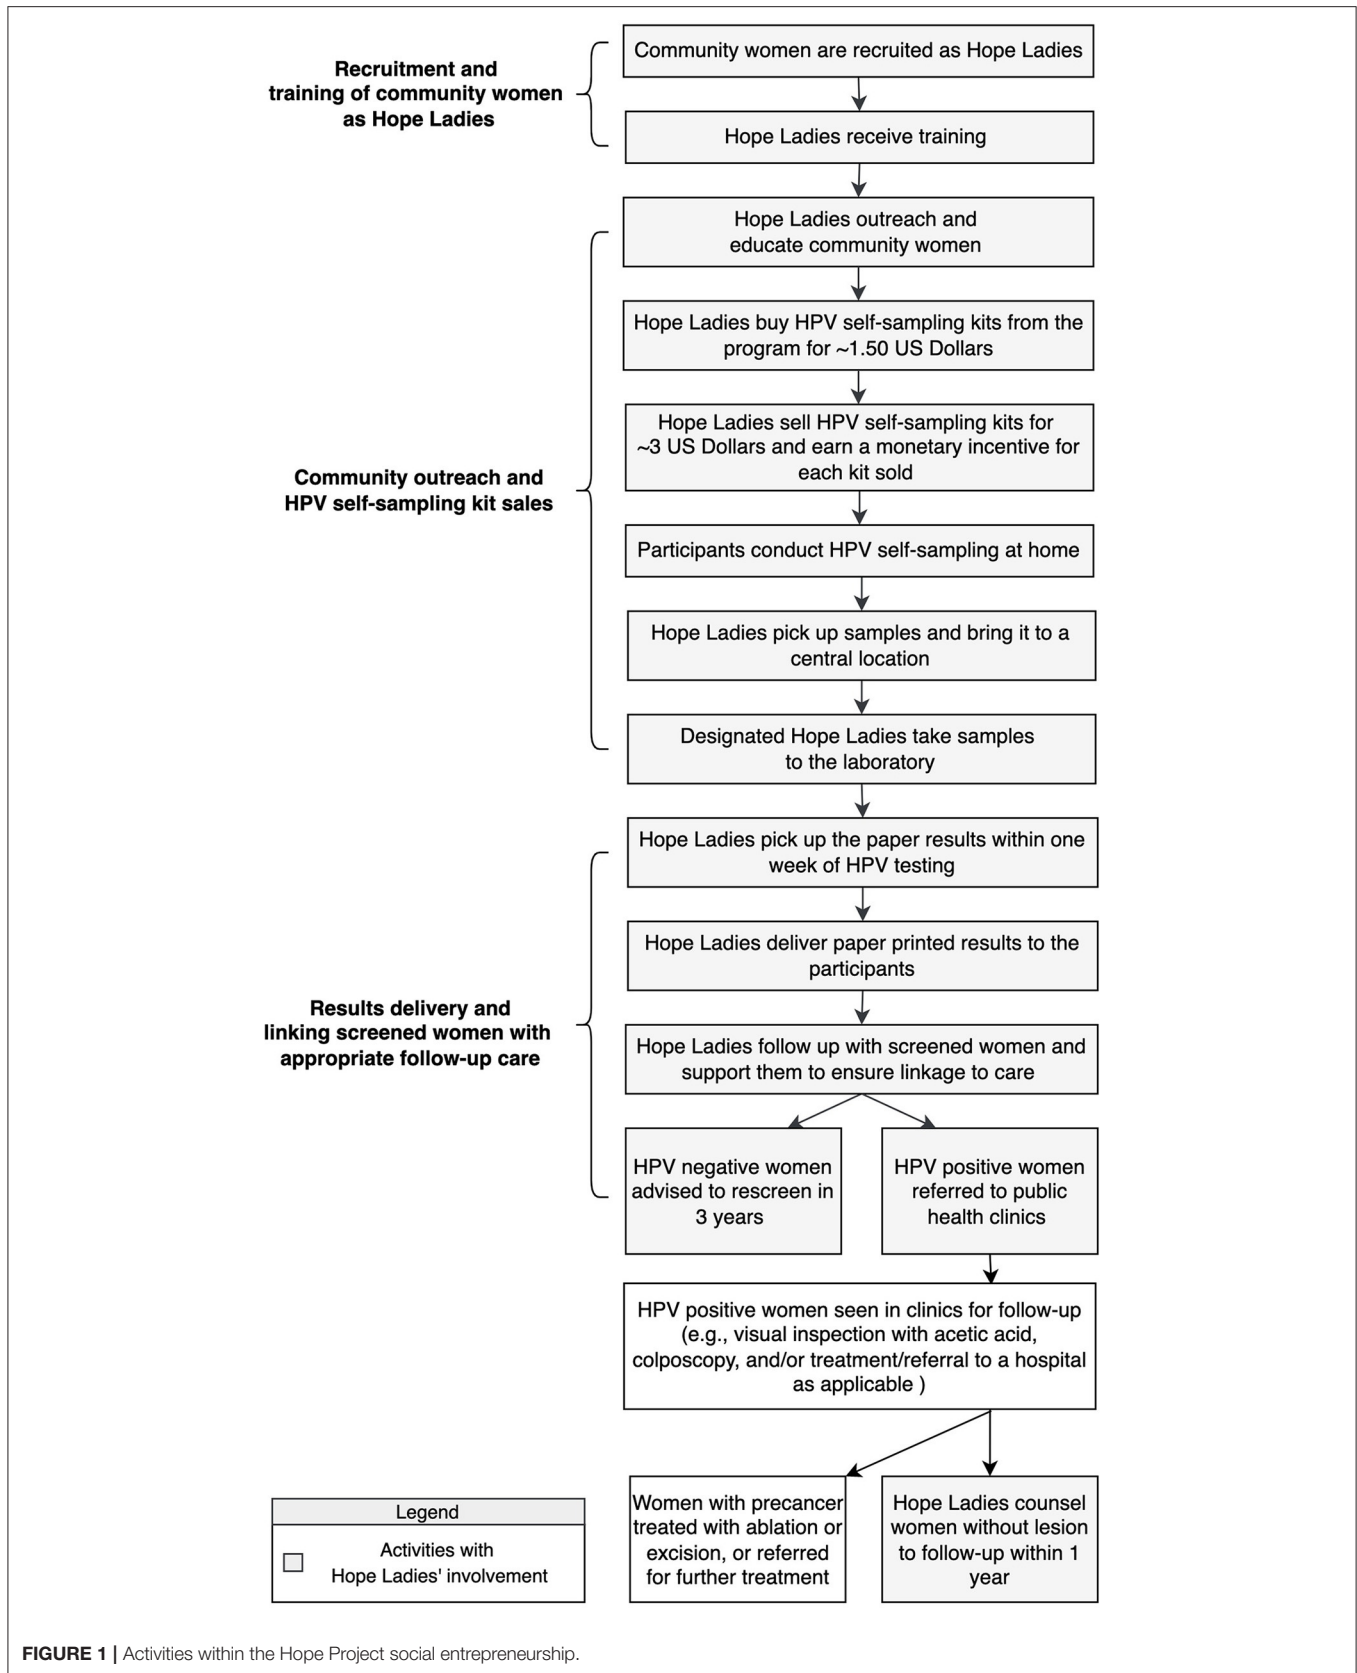 Recruitment and
training of community women
as Hope Ladies
Community women are recruited as Hope Ladies
Hope Ladies receive training
Community outreach and
HPV self-sampling kit sales
Hope Ladies outreach and
educate community women
Hope Ladies buy HPV self-sampling kits from the
program for ~1.50 US Dollars
Hope Ladies sell HPV self-sampling kits for
~3 US Dollars and earn a monetary incentive for
each kit sold
Participants conduct HPV self-sampling at home
Hope Ladies pick up samples and bring it to a
central location
Designated Hope Ladies take samples
to the laboratory
Results delivery and
linking screened women with
appropriate follow-up care
Hope Ladies pick up the paper results within one
week of HPV testing
Hope Ladies deliver paper printed results to the
participants
Hope Ladies follow up with screened women and
support them to ensure linkage to care
HPV negative women
advised to rescreen in
3 years
HPV positive women
referred to public
health clinics
HPV positive women seen in clinics for follow-up
(e.g., visual inspection with acetic acid,
colposcopy, and/or treatment/referral to a hospital
as applicable )
Women with precancer
treated with ablation or
excision, or referred
for further treatment
Hope Ladies counsel
women without lesion
to follow-up within 1
year
Legend
Activities with
Hope Ladies' involvement
FIGURE 1 | Activities within the Hope Project social entrepreneurship.